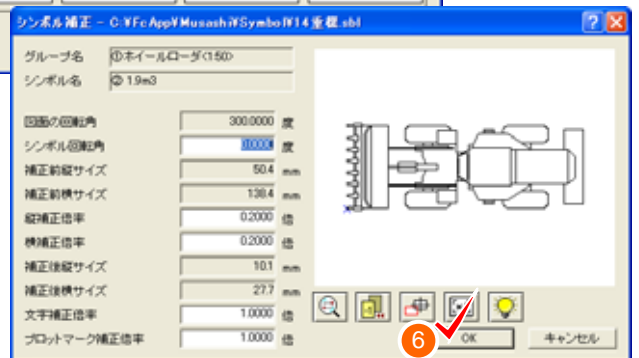 シンボル補正 - C:¥FcApp¥Musashi¥Symbol¥14重機.sbl
グループ名 ①ホイールローダ(150)
シンボル名 ② 1.9m3
図面の回転角 300.0000 度
シンボル回転角 0.0000 度
補正前縦サイズ 50.4 mm
補正前横サイズ 138.4 mm
縦補正倍率 0.2000 倍
横補正倍率 0.2000 倍
補正後縦サイズ 10.1 mm
補正後横サイズ 27.7 mm
文字補正倍率 1.0000 倍
プロットマーク補正倍率 1.0000 倍
6 OK キャンセル